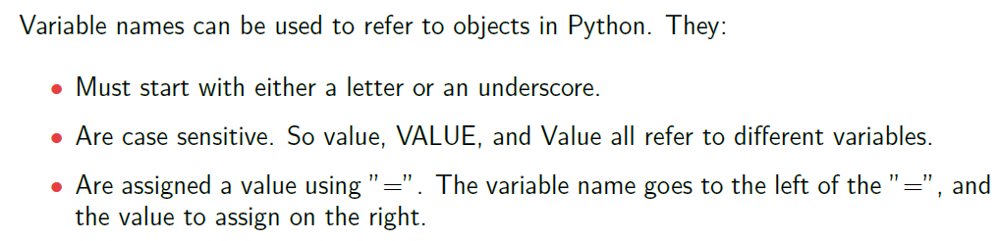 Variable names can be used to refer to objects in Python. They:
• Must start with either a letter or an underscore.
• Are case sensitive. So value, VALUE, and Value all refer to different variables.
• Are assigned a value using ”=”. The variable name goes to the left of the ”=”, and
the value to assign on the right.